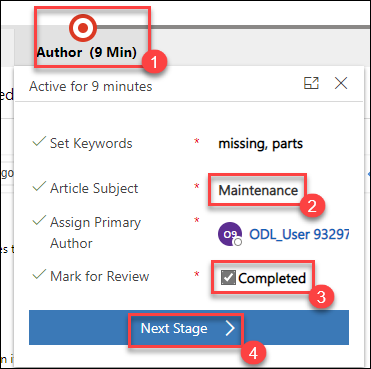 Author (9 Min)
1
Active for 9 minutes
Set Keywords * missing, parts
Article Subject * Maintenance
2
Assign Primary Author * O9 ODL_User 93297
Mark for Review * Completed
3
Next Stage
4